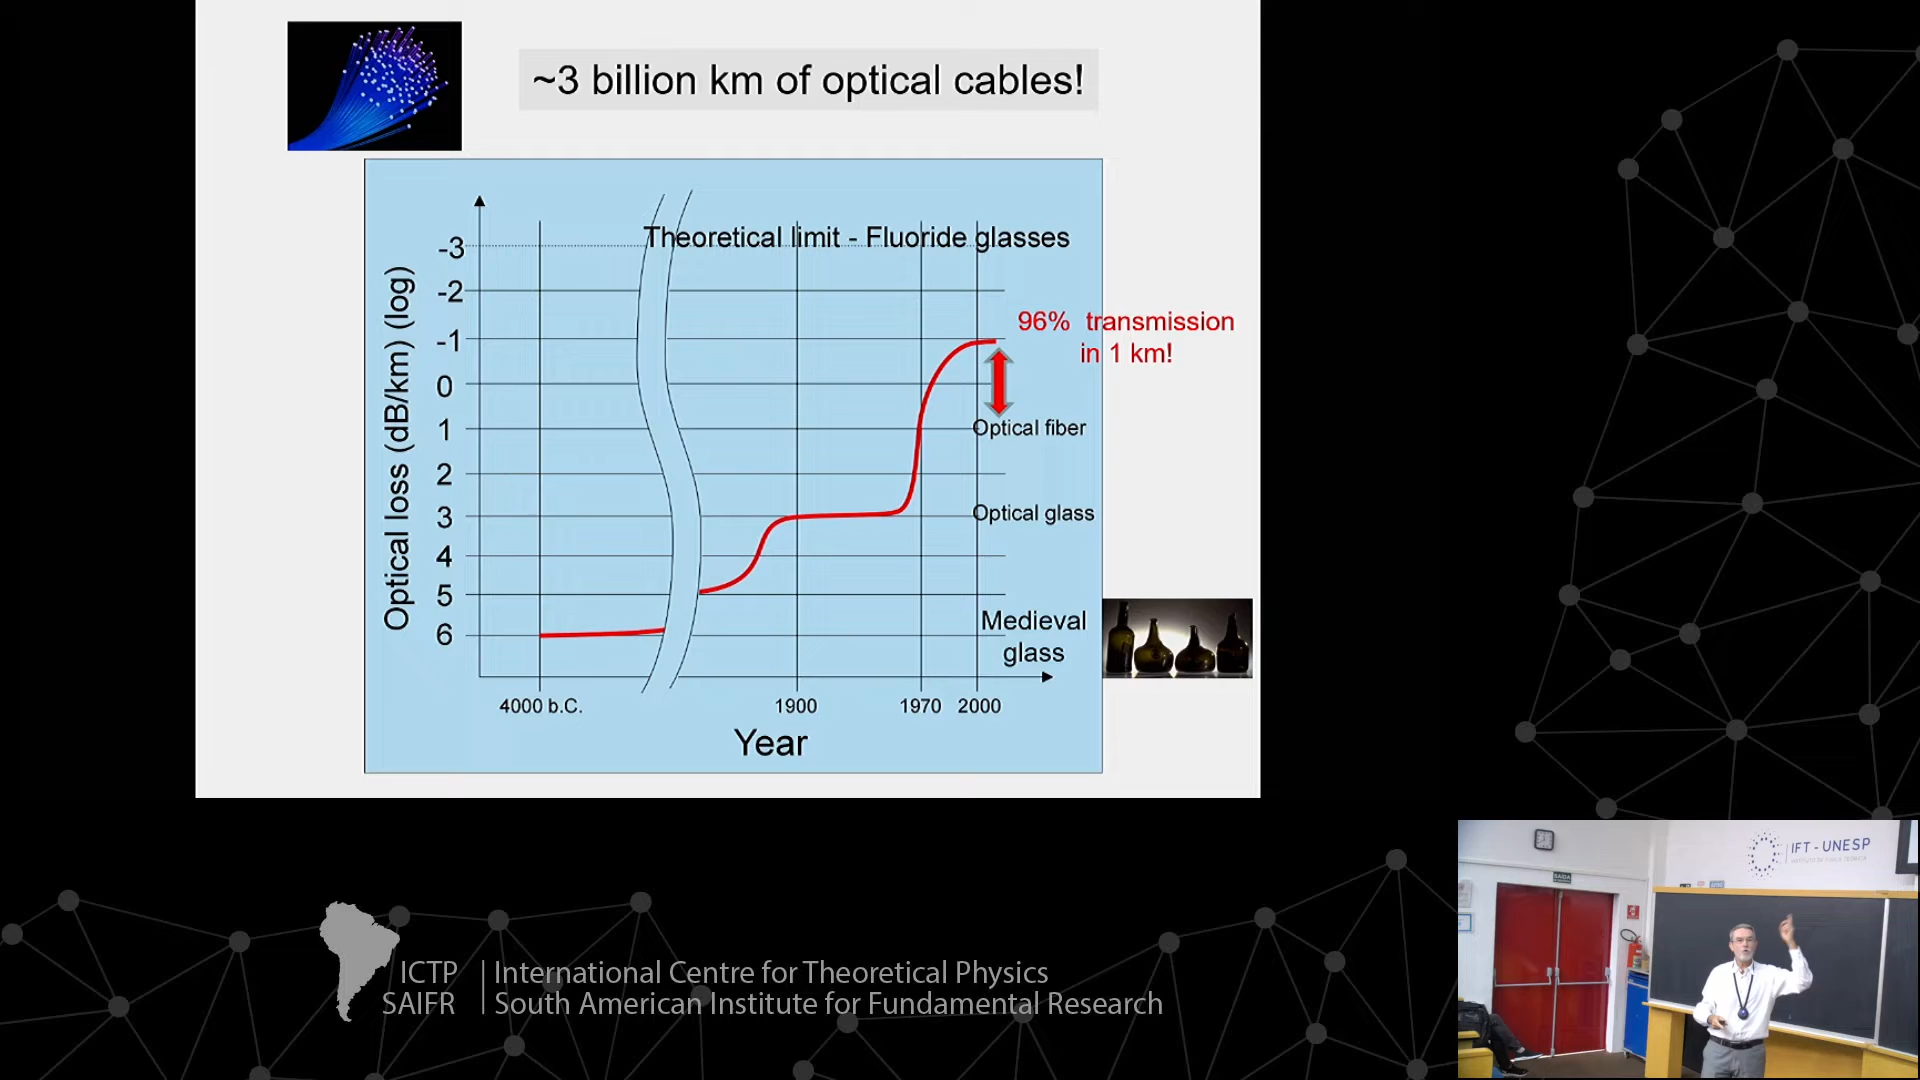 ~3 billion km of optical cables!
Theoretical limit - Fluoride glasses
Optical loss (dB/km) (log)
-3
-2
-1
0
1
2
3
4
5
6
96% transmission
in 1 km!
Optical fiber
Optical glass
Medieval
glass
4000 b.C.
1900
1970
2000
Year
IFT - UNESP
SAÍDA
ICTP
SAIFR
International Centre for Theoretical Physics
South American Institute for Fundamental Research